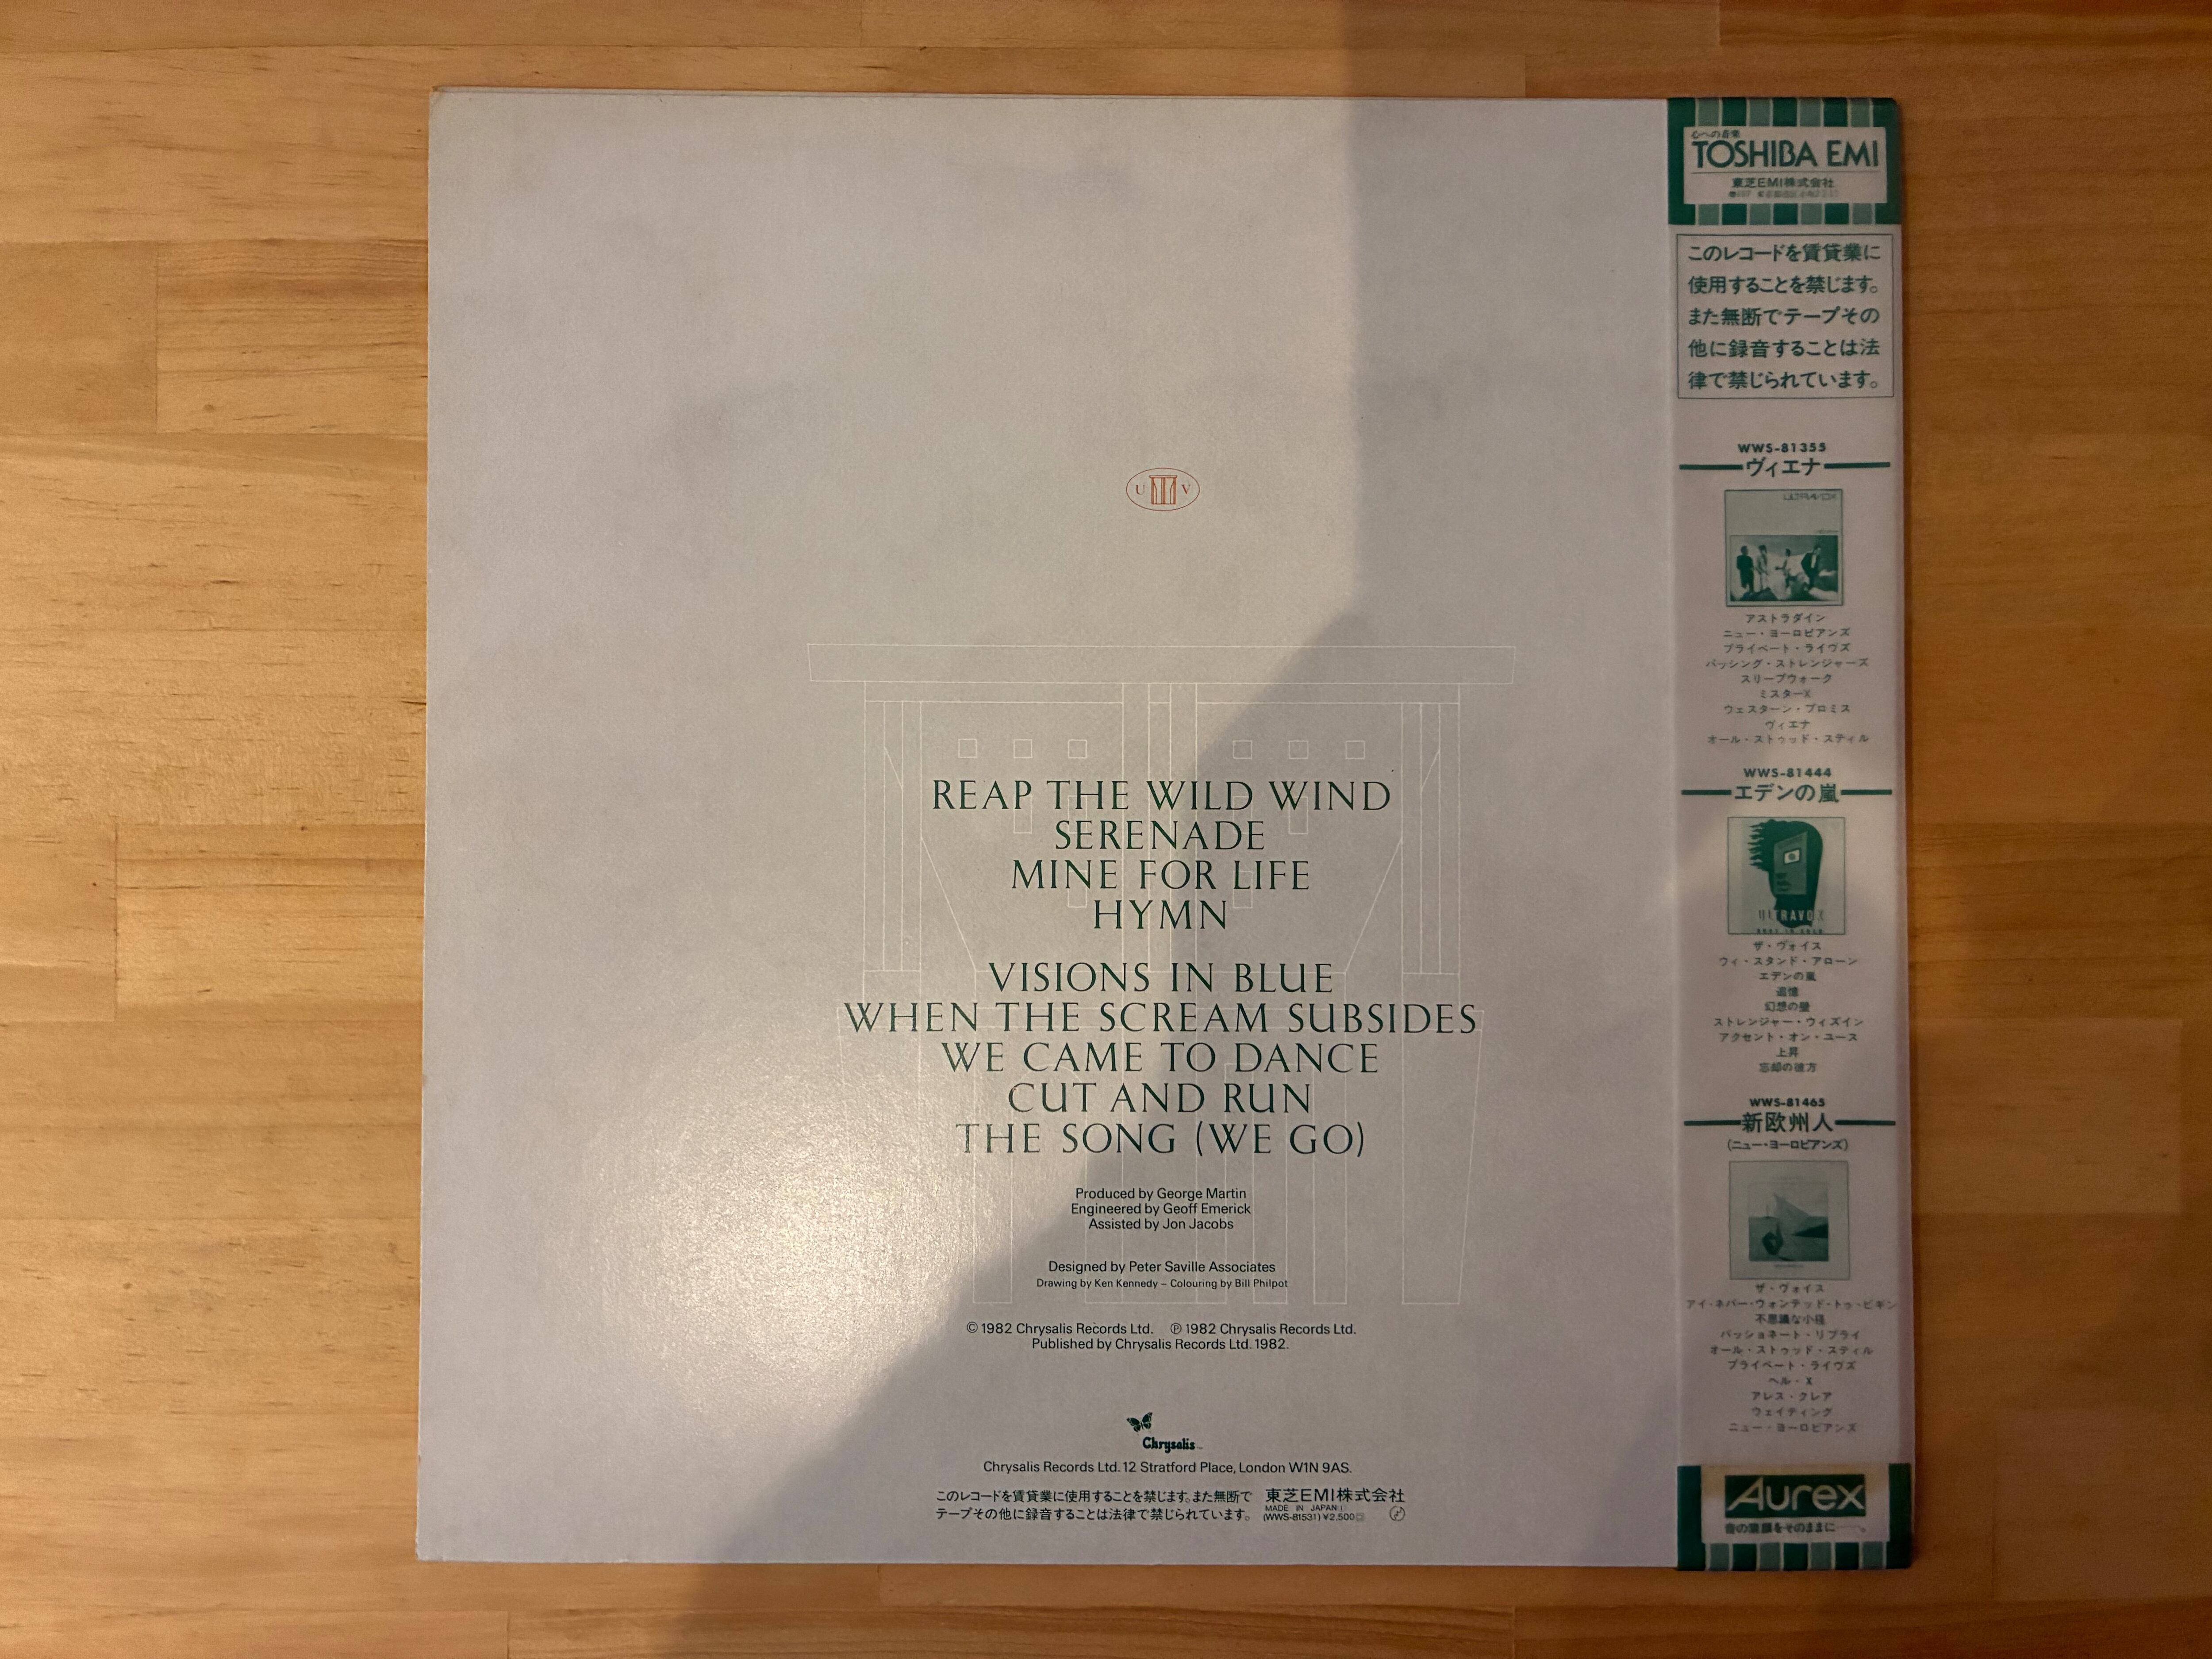 U V
REAP THE WILD WIND
SERENADE
MINE FOR LIFE
HYMN
VISIONS IN BLUE
WHEN THE SCREAM SUBSIDES
WE CAME TO DANCE
CUT AND RUN
THE SONG (WE GO)
Produced by George Martin
Engineered by Geoff Emerick
Assisted by Jon Jacobs
Designed by Peter Saville Associates
Drawing by Ken Kennedy – Colouring by Bill Philpot
© 1982 Chrysalis Records Ltd. ℗ 1982 Chrysalis Records Ltd.
Published by Chrysalis Records Ltd. 1982.
Chrysalis
Chrysalis Records Ltd. 12 Stratford Place, London W1N 9AS.
このレコードを賃貸業に使用することを禁じます。また無断で
テープその他に録音することは法律で禁じられています。
東芝EMI株式会社
MADE IN JAPAN
(WWS-81531) ¥2,500
心への音楽
TOSHIBA EMI
東芝EMI株式会社
このレコードを賃貸業に
使用することを禁じます。
また無断でテープその
他に録音することは法
律で禁じられています。
WWS-81355
ヴィエナ
ULTRAVOX
アストラダイン
ニュー・ヨーロピアンズ
プライベート・ライヴズ
パッシング・ストレンジャーズ
スリープウォーク
ミスターX
ウェスターン・プロミス
ヴィエナ
オール・ストゥッド・スティル
WWS-81444
エデンの嵐
ULTRAVOX
ザ・ヴォイス
ウィ・スタンド・アローン
エデンの嵐
追憶
幻想の壁
ストレンジャー・ウィズイン
アクセント・オン・ユース
上昇
忘却の彼方
WWS-81465
新欧州人
(ニュー・ヨーロピアンズ)
ザ・ヴォイス
アイ・ネバー・ウォンテッド・トゥ・ビギン
不思議な小径
パッショネート・リプライ
オール・ストゥッド・スティル
プライベート・ライヴズ
ヘル・X
アレス・クレア
ウェイティング
ニュー・ヨーロピアンズ
Aurex